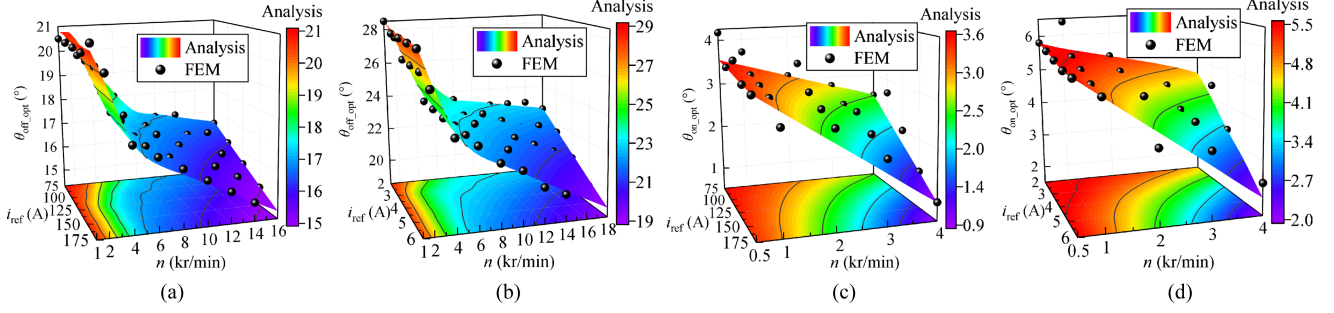 Analysis
21
20
19
18
17
16
15
θoff_opt (°)
Analysis
FEM
21
20
19
18
17
16
15
75
100
125
150
175
iref (A)
1 2 4 6 8 10 12 14 16
n (kr/min)
(a)
Analysis
28
26
24
22
20
θoff_opt (°)
Analysis
FEM
29
27
25
23
21
19
2
3
4
5
6
iref (A)
1 2 4 6 8 10 12 14 16 18
n (kr/min)
(b)
Analysis
4
3
2
1
θon_opt (°)
Analysis
FEM
3.6
3.0
2.4
1.8
1.5
0.9
75
100
125
150
175
iref (A)
0.5 1 2 3 4
n (kr/min)
(c)
Analysis
6
5
4
3
2
θon_opt (°)
Analysis
FEM
5.5
4.8
4.1
3.4
2.7
2.0
2
3
4
5
6
iref (A)
0.5 1 2 3 4
n (kr/min)
(d)